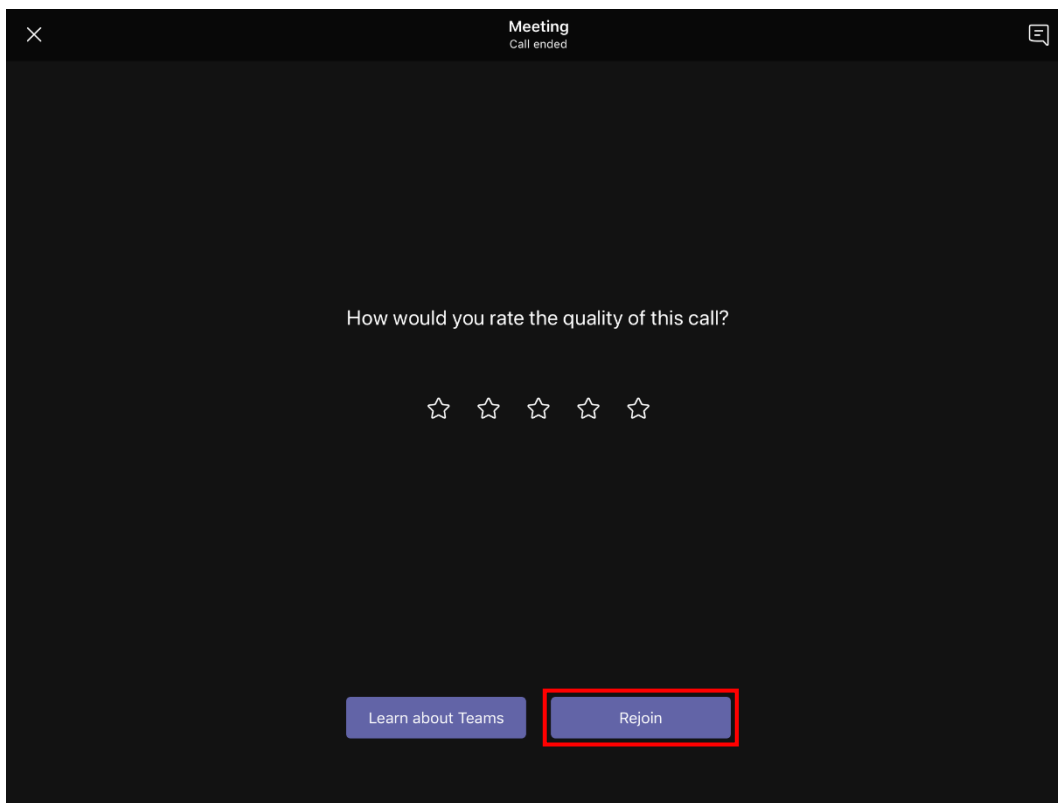 Meeting
Call ended
How would you rate the quality of this call?
Learn about Teams
Rejoin